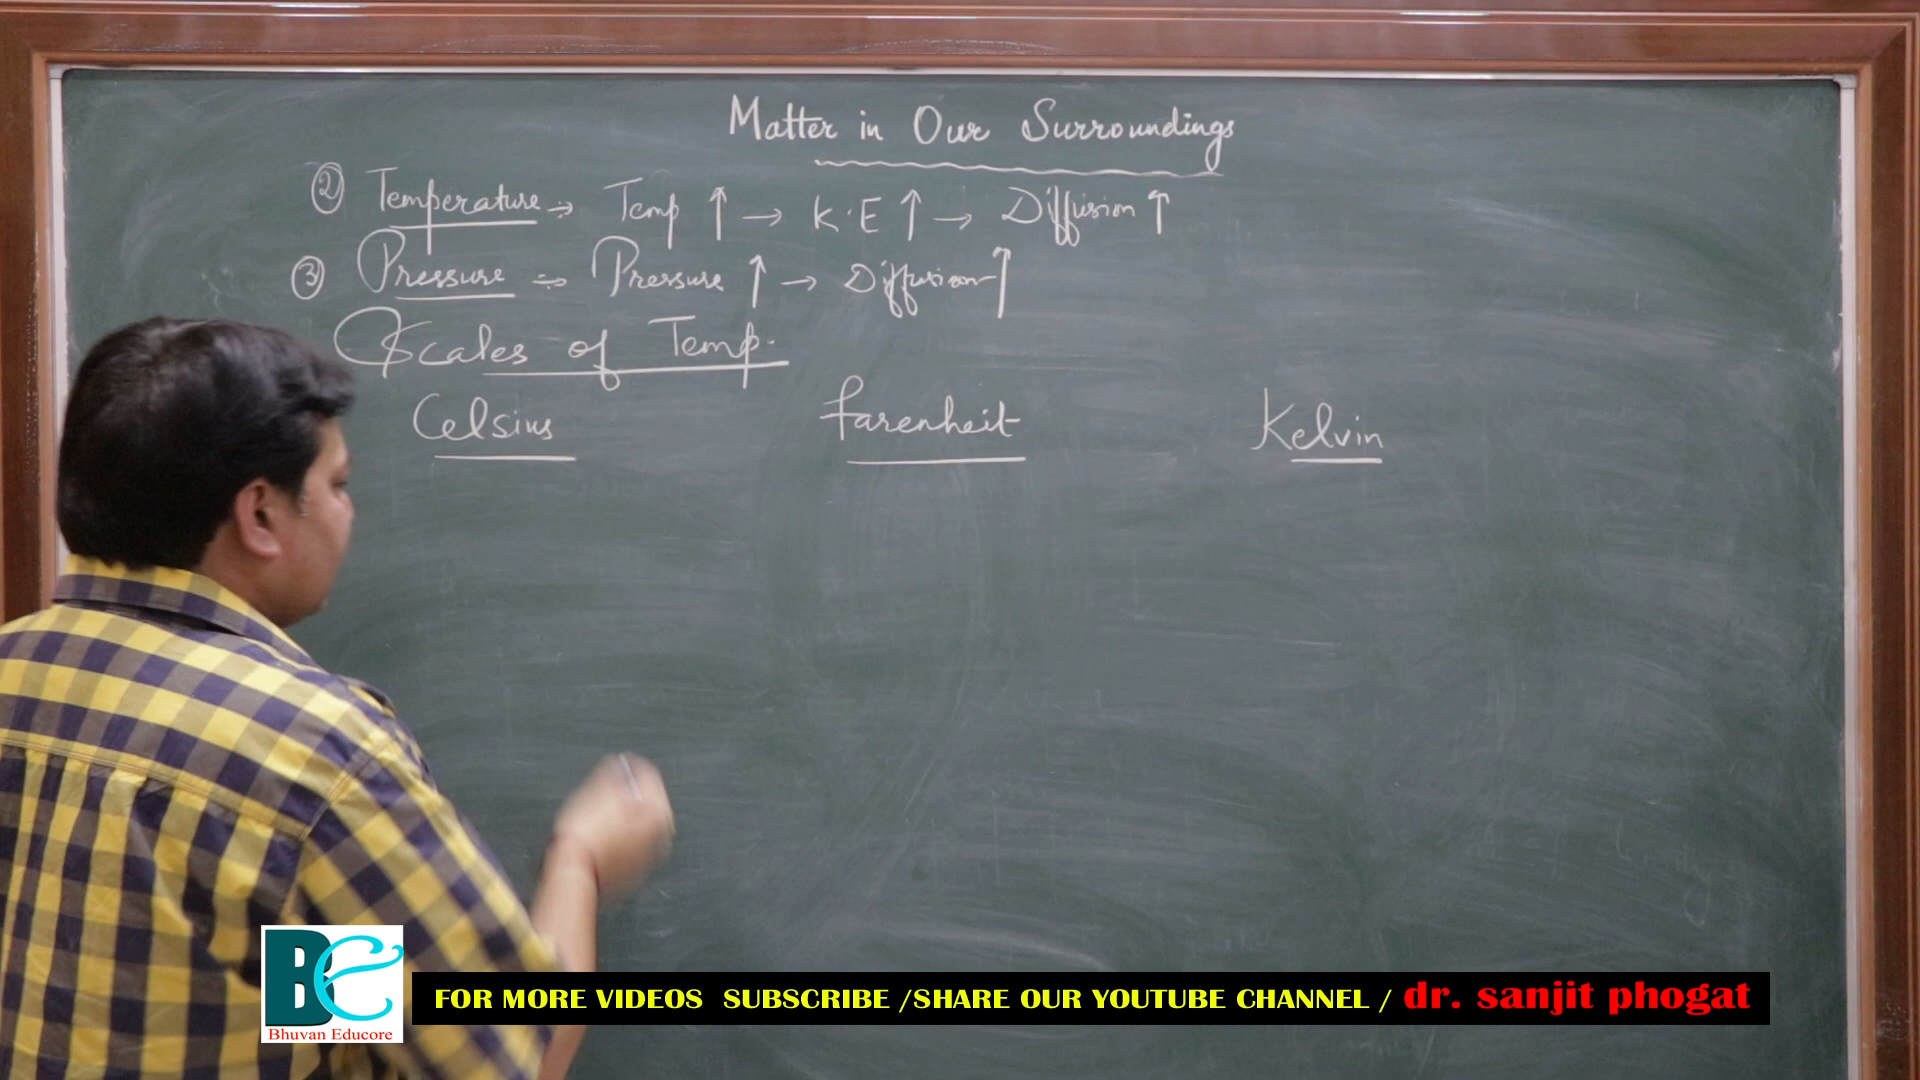 Matter in Our Surroundings
② Temperature ÷> Temp ↑ → K.E ↑ → Diffusion ↑
③ Pressure ÷> Pressure ↑ → Diffusion ↑
Scales of Temp.
Celsius farenheit Kelvin
BE
Bhuvan Educore
FOR MORE VIDEOS SUBSCRIBE /SHARE OUR YOUTUBE CHANNEL / dr. sanjit phogat